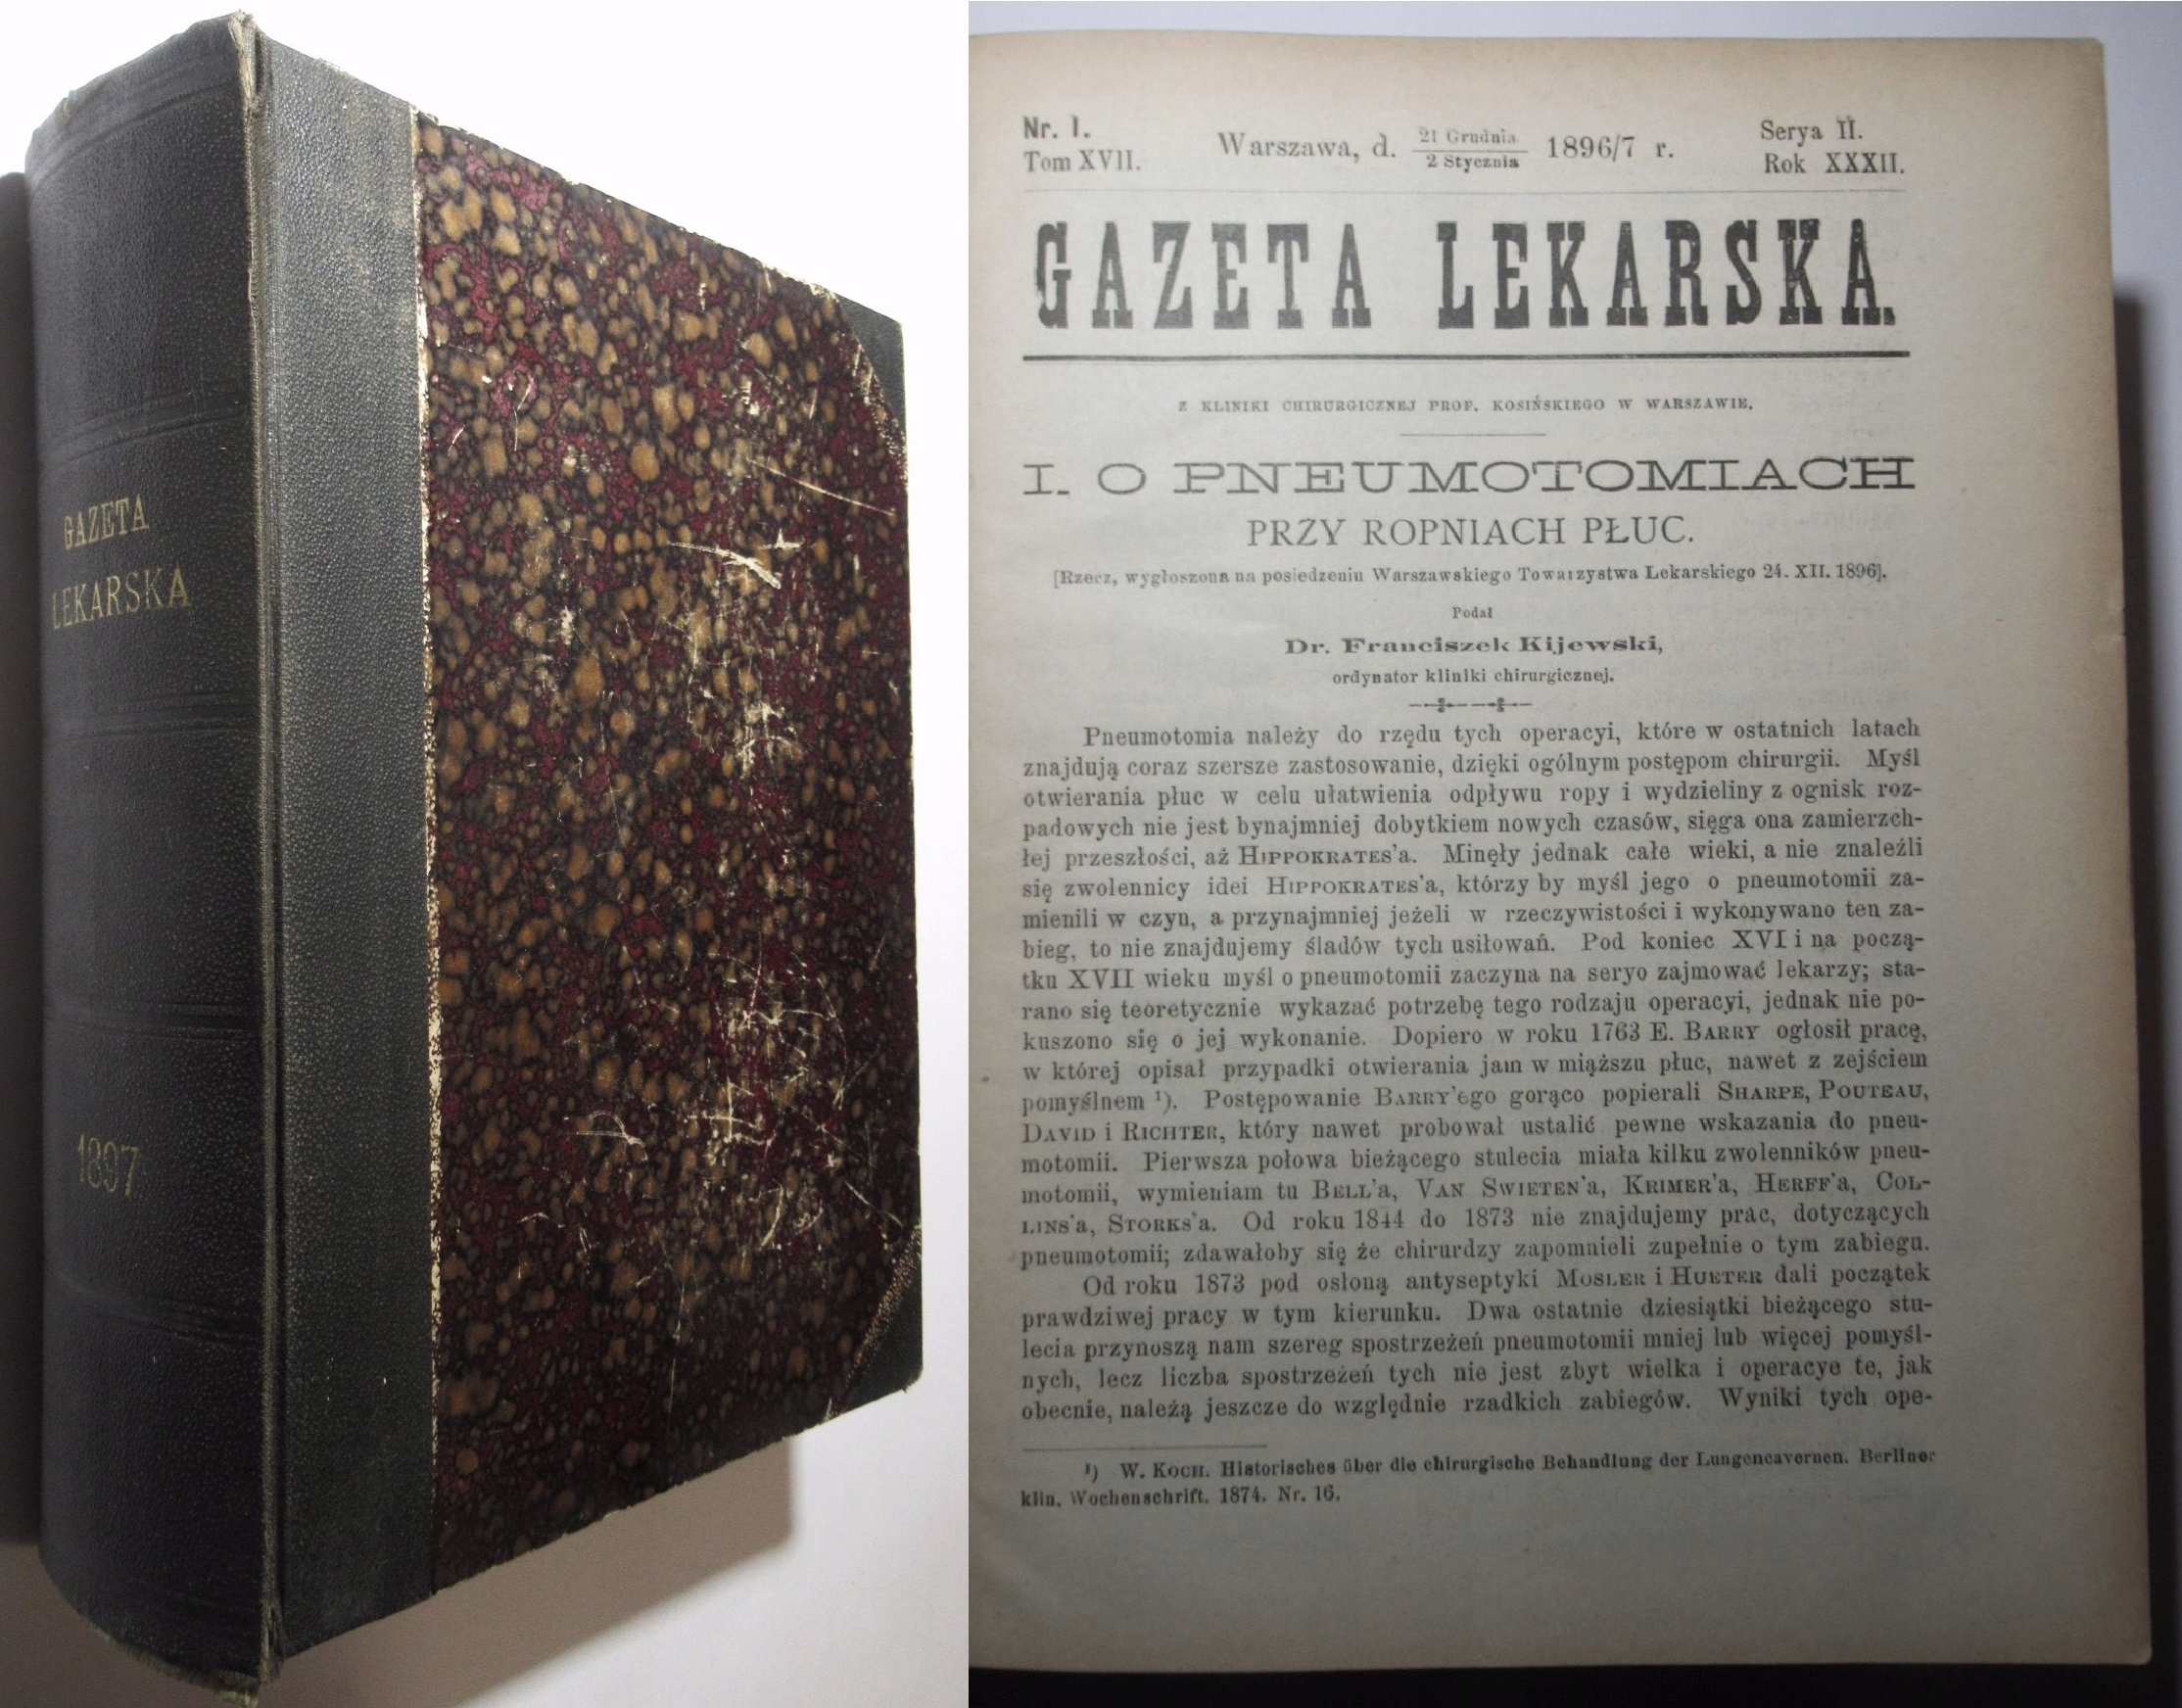 GAZETA
LEKARSKA
1897
Nr. 1.
Tom XVII.
Warszawa, d. 21 Grudnia
2 Stycznia 1896/7 r.
Serya II.
Rok XXXII.
GAZETA LEKARSKA.
Z KLINIKI CHIRURGICZNEJ PROF. KOSIŃSKIEGO W WARSZAWIE.
I. O PNEUMOTOMIACH
PRZY ROPNIACH PŁUC.
[Rzecz, wygłoszona na posiedzeniu Warszawskiego Towarzystwa Lekarskiego 24. XII. 1896].
Podał
Dr. Franciszek Kijewski,
ordynator kliniki chirurgicznej.
Pneumotomia należy do rzędu tych operacyi, które w ostatnich latach
znajdują coraz szersze zastosowanie, dzięki ogólnym postępom chirurgii. Myśl
otwierania płuc w celu ułatwienia odpływu ropy i wydzieliny z ognisk roz-
padowych nie jest bynajmniej dobytkiem nowych czasów, sięga ona zamierzch-
łej przeszłości, aż HIPPOKRATES'a. Minęły jednak całe wieki, a nie znaleźli
się zwolennicy idei HIPPOKRATES'a, którzy by myśl jego o pneumotomii za-
mienili w czyn, a przynajmniej jeżeli w rzeczywistości i wykonywano ten za-
bieg, to nie znajdujemy śladów tych usiłowań. Pod koniec XVI i na począ-
tku XVII wieku myśl o pneumotomii zaczyna na seryo zajmować lekarzy; sta-
rano się teoretycznie wykazać potrzebę tego rodzaju operacyi, jednak nie po-
kuszono się o jej wykonanie. Dopiero w roku 1763 E. BARRY ogłosił pracę,
w której opisał przypadki otwierania jam w miąższu płuc, nawet z zejściem
pomyślnem ¹). Postępowanie BARRY'ego gorąco popierali SHARPE, POUTEAU,
DAVID i RICHTER, który nawet probował ustalić pewne wskazania do pneu-
motomii. Pierwsza połowa bieżącego stulecia miała kilku zwolenników pneu-
motomii, wymieniam tu BELL'a, VAN SWIETEN'a, KRIMER'a, HERFF'a, COL-
LINS'a, STORKS'a. Od roku 1844 do 1873 nie znajdujemy prac, dotyczących
pneumotomii; zdawałoby się że chirurdzy zapomnieli zupełnie o tym zabiegu.
Od roku 1873 pod osłoną antyseptyki MOSLER i HUETER dali początek
prawdziwej pracy w tym kierunku. Dwa ostatnie dziesiątki bieżącego stu-
lecia przynoszą nam szereg spostrzeżeń pneumotomii mniej lub więcej pomyśl-
nych, lecz liczba spostrzeżeń tych nie jest zbyt wielka i operacye te, jak
obecnie, należą jeszcze do względnie rzadkich zabiegów. Wyniki tych ope-
¹) W. KOCH. Historisches über die chirurgische Behandlung der Lungencavernen. Berliner
klin. Wochenschrift. 1874. Nr. 16.